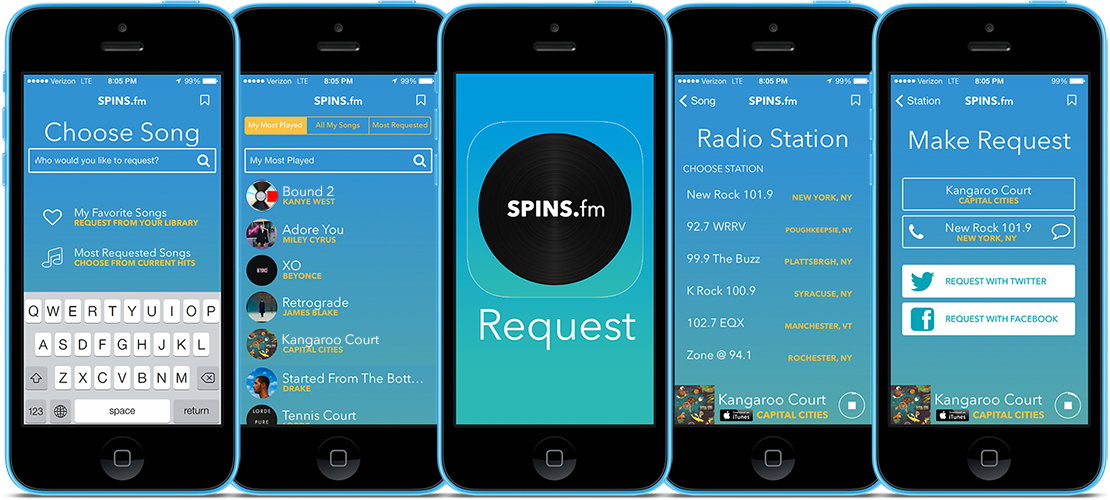 Verizon LTE 8:05 PM 99%
SPINS.fm
Choose Song
Who would you like to request?
My Favorite Songs
REQUEST FROM YOUR LIBRARY
Most Requested Songs
CHOOSE FROM CURRENT HITS
Q W E R T Y U I O P
A S D F G H J K L
Z X C V B N M
123 space return
Verizon LTE 8:05 PM 99%
SPINS.fm
My Most Played All My Songs Most Requested
My Most Played
Bound 2
KANYE WEST
Adore You
MILEY CYRUS
BEYONCÉ
XO
BEYONCE
Retrograde
JAMES BLAKE
Kangaroo Court
CAPITAL CITIES
Started From The Bott...
DRAKE
LORDE
PURE
Tennis Court
SPINS.fm
Request
Verizon LTE 8:05 PM 99%
Song SPINS.fm
Radio Station
CHOOSE STATION
New Rock 101.9 NEW YORK, NY
92.7 WRRV POUGHKEEPSIE, NY
99.9 The Buzz PLATTSBRGH, NY
K Rock 100.9 SYRACUSE, NY
102.7 EQX MANCHESTER, VT
Zone @ 94.1 ROCHESTER, NY
Kangaroo Court
Download on iTunes CAPITAL CITIES
Verizon LTE 8:05 PM 99%
Station SPINS.fm
Make Request
Kangaroo Court
CAPITAL CITIES
New Rock 101.9
NEW YORK, NY
REQUEST WITH TWITTER
REQUEST WITH FACEBOOK
Kangaroo Court
Download on iTunes CAPITAL CITIES